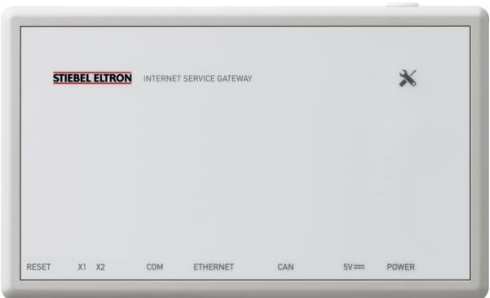 STIEBEL ELTRON INTERNET SERVICE GATEWAY
RESET X1 X2 COM ETHERNET CAN 5V POWER